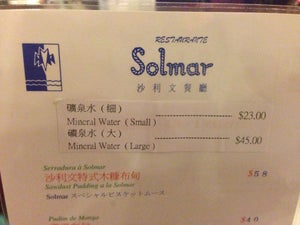 RESTAURANTE
Solmar
沙利文餐廳
礦泉水（細）
Mineral Water（Small） $23.00
礦泉水（大）
Mineral Water（Large） $45.00
Serradura à Solmar
沙利文特式木糠布甸 $58
Sawdust Pudding a la Solmar
Solmar スペシャルビスケットムース
Pudim de Manga